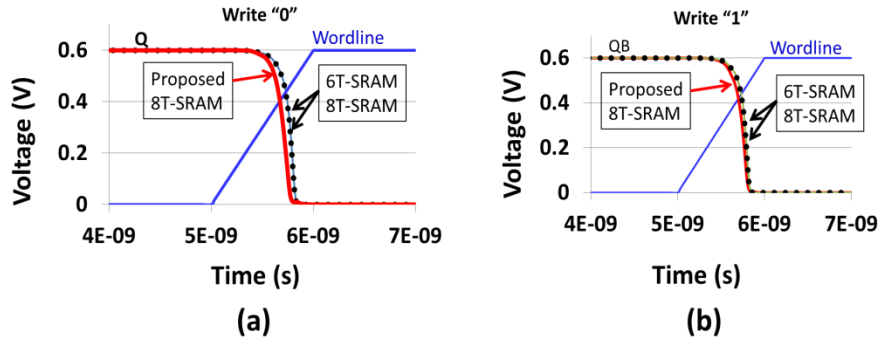 Write “0”
Q
Wordline
0.6
Proposed
8T-SRAM
6T-SRAM
8T-SRAM
0.4
0.2
0
Voltage (V)
4E-09 5E-09 6E-09 7E-09
Time (s)
(a)
Write “1”
QB
Wordline
0.6
Proposed
8T-SRAM
6T-SRAM
8T-SRAM
0.4
0.2
0
Voltage (V)
4E-09 5E-09 6E-09 7E-09
Time (s)
(b)